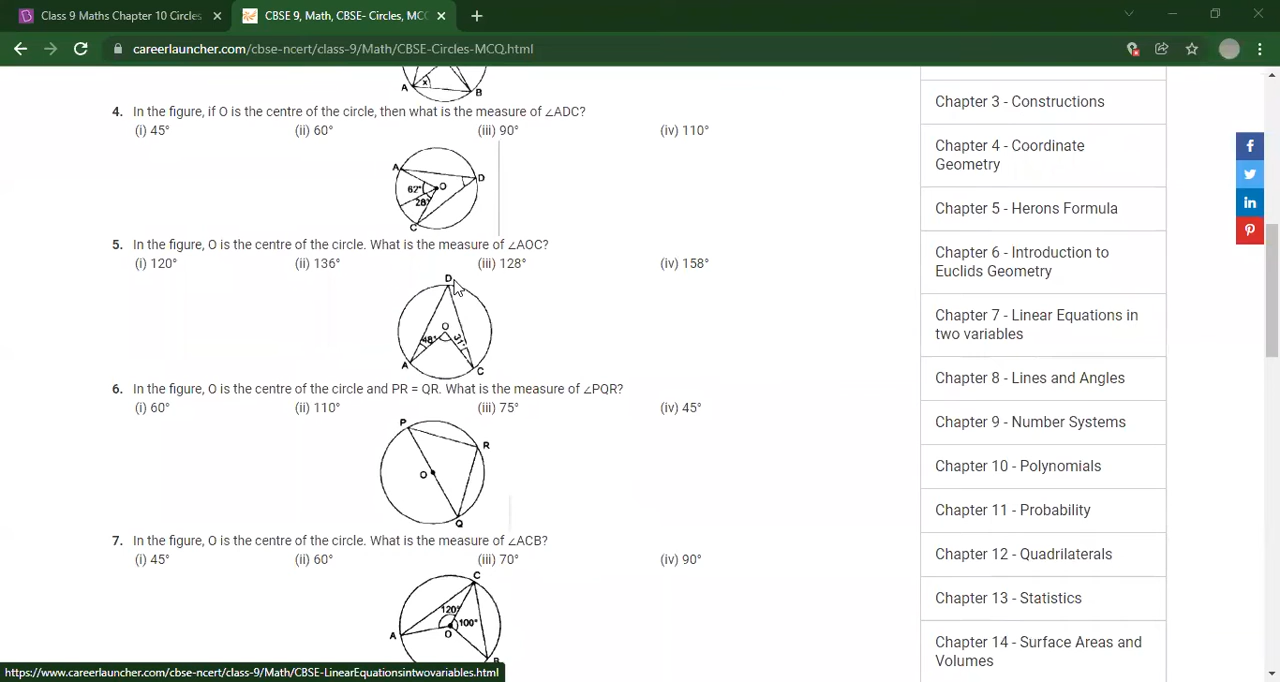 Class 9 Maths Chapter 10 Circles
CBSE 9, Math, CBSE- Circles, MCC
careerlauncher.com/cbse-ncert/class-9/Math/CBSE-Circles-MCQ.html
A x B
4. In the figure, if O is the centre of the circle, then what is the measure of ∠ADC?
(i) 45° (ii) 60° (iii) 90° (iv) 110°
A
D
O
62°
28°
C
5. In the figure, O is the centre of the circle. What is the measure of ∠AOC?
(i) 120° (ii) 136° (iii) 128° (iv) 158°
D
O
48° 31°
A C
6. In the figure, O is the centre of the circle and PR = QR. What is the measure of ∠PQR?
(i) 60° (ii) 110° (iii) 75° (iv) 45°
P
R
O
Q
7. In the figure, O is the centre of the circle. What is the measure of ∠ACB?
(i) 45° (ii) 60° (iii) 70° (iv) 90°
C
120°
100°
A O
B
Chapter 3 - Constructions
Chapter 4 - Coordinate
Geometry
Chapter 5 - Herons Formula
Chapter 6 - Introduction to
Euclids Geometry
Chapter 7 - Linear Equations in
two variables
Chapter 8 - Lines and Angles
Chapter 9 - Number Systems
Chapter 10 - Polynomials
Chapter 11 - Probability
Chapter 12 - Quadrilaterals
Chapter 13 - Statistics
Chapter 14 - Surface Areas and
Volumes
https://www.careerlauncher.com/cbse-ncert/class-9/Math/CBSE-LinearEquationsintwovariables.html